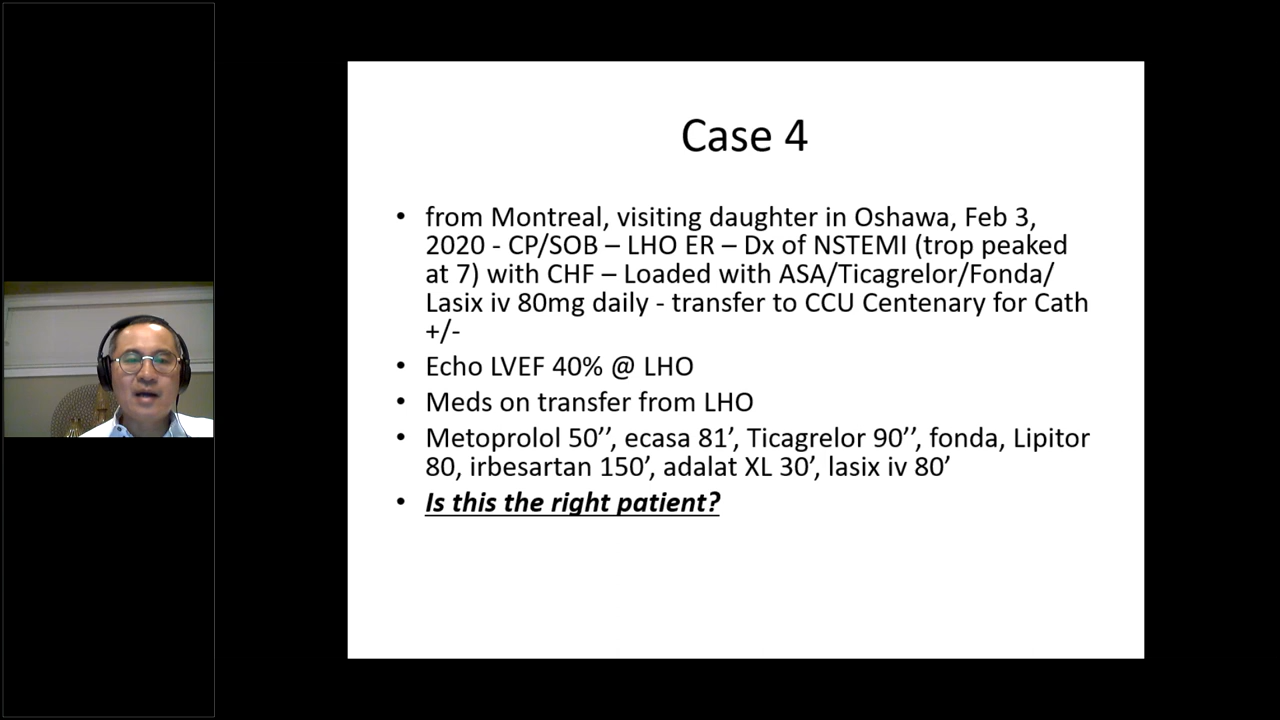 Case 4
• from Montreal, visiting daughter in Oshawa, Feb 3,
2020 - CP/SOB – LHO ER – Dx of NSTEMI (trop peaked
at 7) with CHF – Loaded with ASA/Ticagrelor/Fonda/
Lasix iv 80mg daily - transfer to CCU Centenary for Cath
+/-
• Echo LVEF 40% @ LHO
• Meds on transfer from LHO
• Metoprolol 50’’, ecasa 81’, Ticagrelor 90’’, fonda, Lipitor
80, irbesartan 150’, adalat XL 30’, lasix iv 80’
• Is this the right patient?